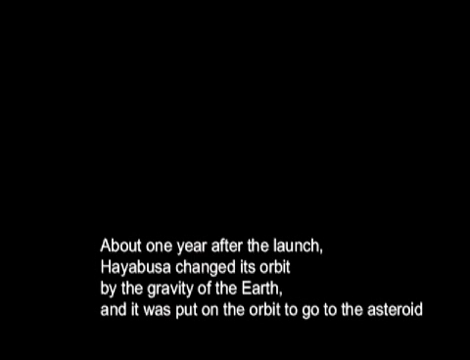 About one year after the launch,
Hayabusa changed its orbit
by the gravity of the Earth,
and it was put on the orbit to go to the asteroid